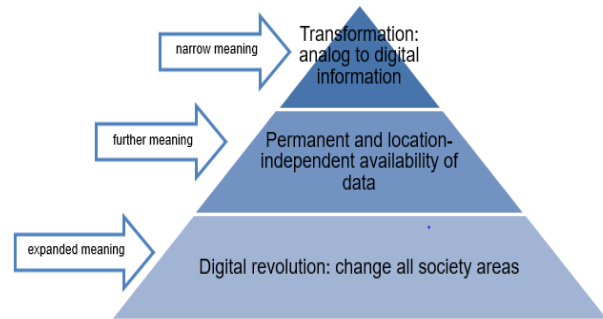 narrow meaning
Transformation:
analog to digital
information
further meaning
Permanent and location-
independent availability of
data
expanded meaning
Digital revolution: change all society areas